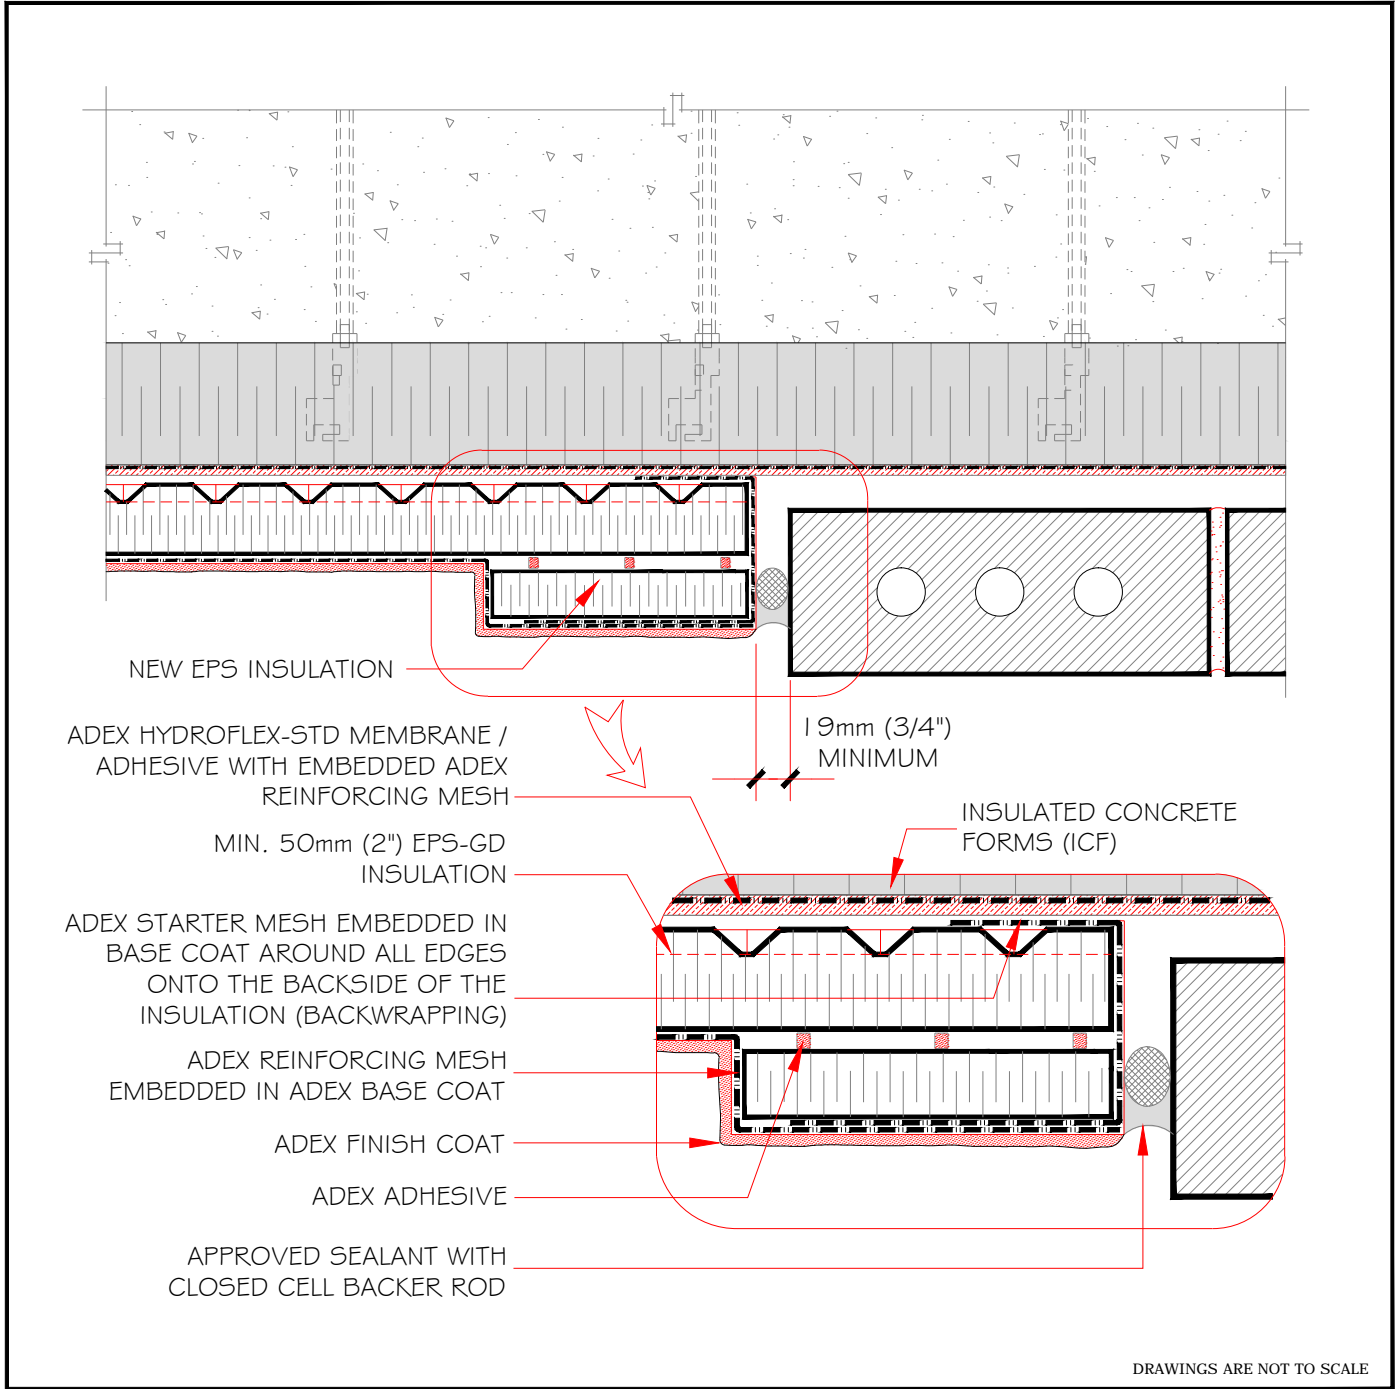 NEW EPS INSULATION
ADEX HYDROFLEX-STD MEMBRANE /
ADHESIVE WITH EMBEDDED ADEX
REINFORCING MESH
19mm (3/4")
MINIMUM
MIN. 50mm (2") EPS-GD
INSULATION
INSULATED CONCRETE
FORMS (ICF)
ADEX STARTER MESH EMBEDDED IN
BASE COAT AROUND ALL EDGES
ONTO THE BACKSIDE OF THE
INSULATION (BACKWRAPPING)
ADEX REINFORCING MESH
EMBEDDED IN ADEX BASE COAT
ADEX FINISH COAT
ADEX ADHESIVE
APPROVED SEALANT WITH
CLOSED CELL BACKER ROD
DRAWINGS ARE NOT TO SCALE